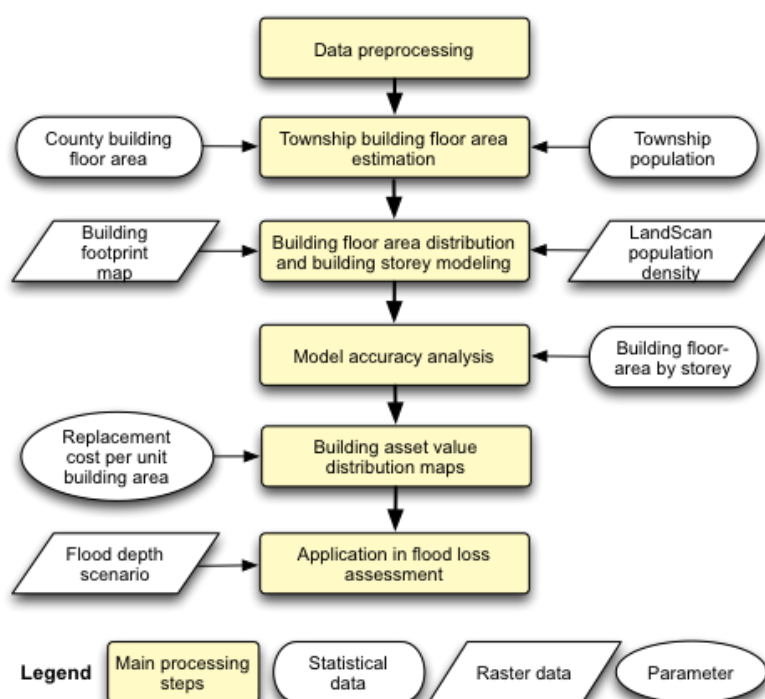 Data preprocessing
County building
floor area
Township building floor area
estimation
Township
population
Building
footprint
map
Building floor area distribution
and building storey modeling
LandScan
population
density
Model accuracy analysis
Building floor-
area by storey
Replacement
cost per unit
building area
Building asset value
distribution maps
Flood depth
scenario
Application in flood loss
assessment
Legend
Main processing
steps
Statistical
data
Raster data
Parameter